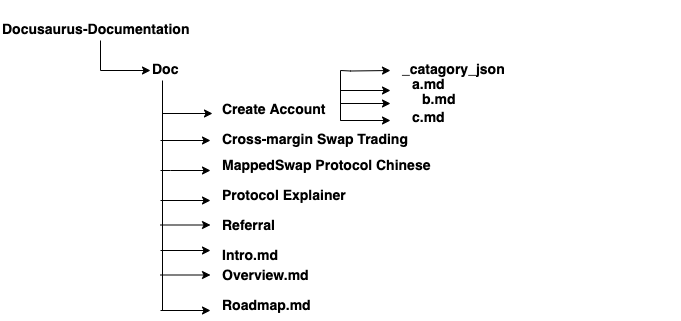 Docusaurus-Documentation
Doc
_catagory_json
a.md
b.md
c.md
Create Account
Cross-margin Swap Trading
MappedSwap Protocol Chinese
Protocol Explainer
Referral
Intro.md
Overview.md
Roadmap.md